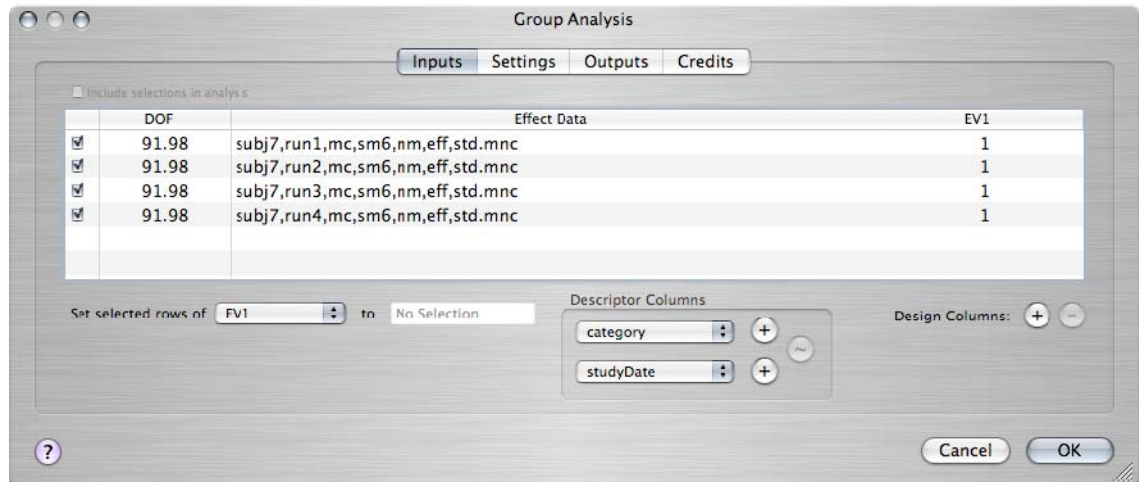 Group Analysis
Inputs Settings Outputs Credits
Include selections in analysis
DOF Effect Data EV1
91.98 subj7,run1,mc,sm6,nm,eff,std.mnc 1
91.98 subj7,run2,mc,sm6,nm,eff,std.mnc 1
91.98 subj7,run3,mc,sm6,nm,eff,std.mnc 1
91.98 subj7,run4,mc,sm6,nm,eff,std.mnc 1
Set selected rows of EV1 to No Selection
Descriptor Columns
category +
studyDate +
~
Design Columns: + −
? Cancel OK